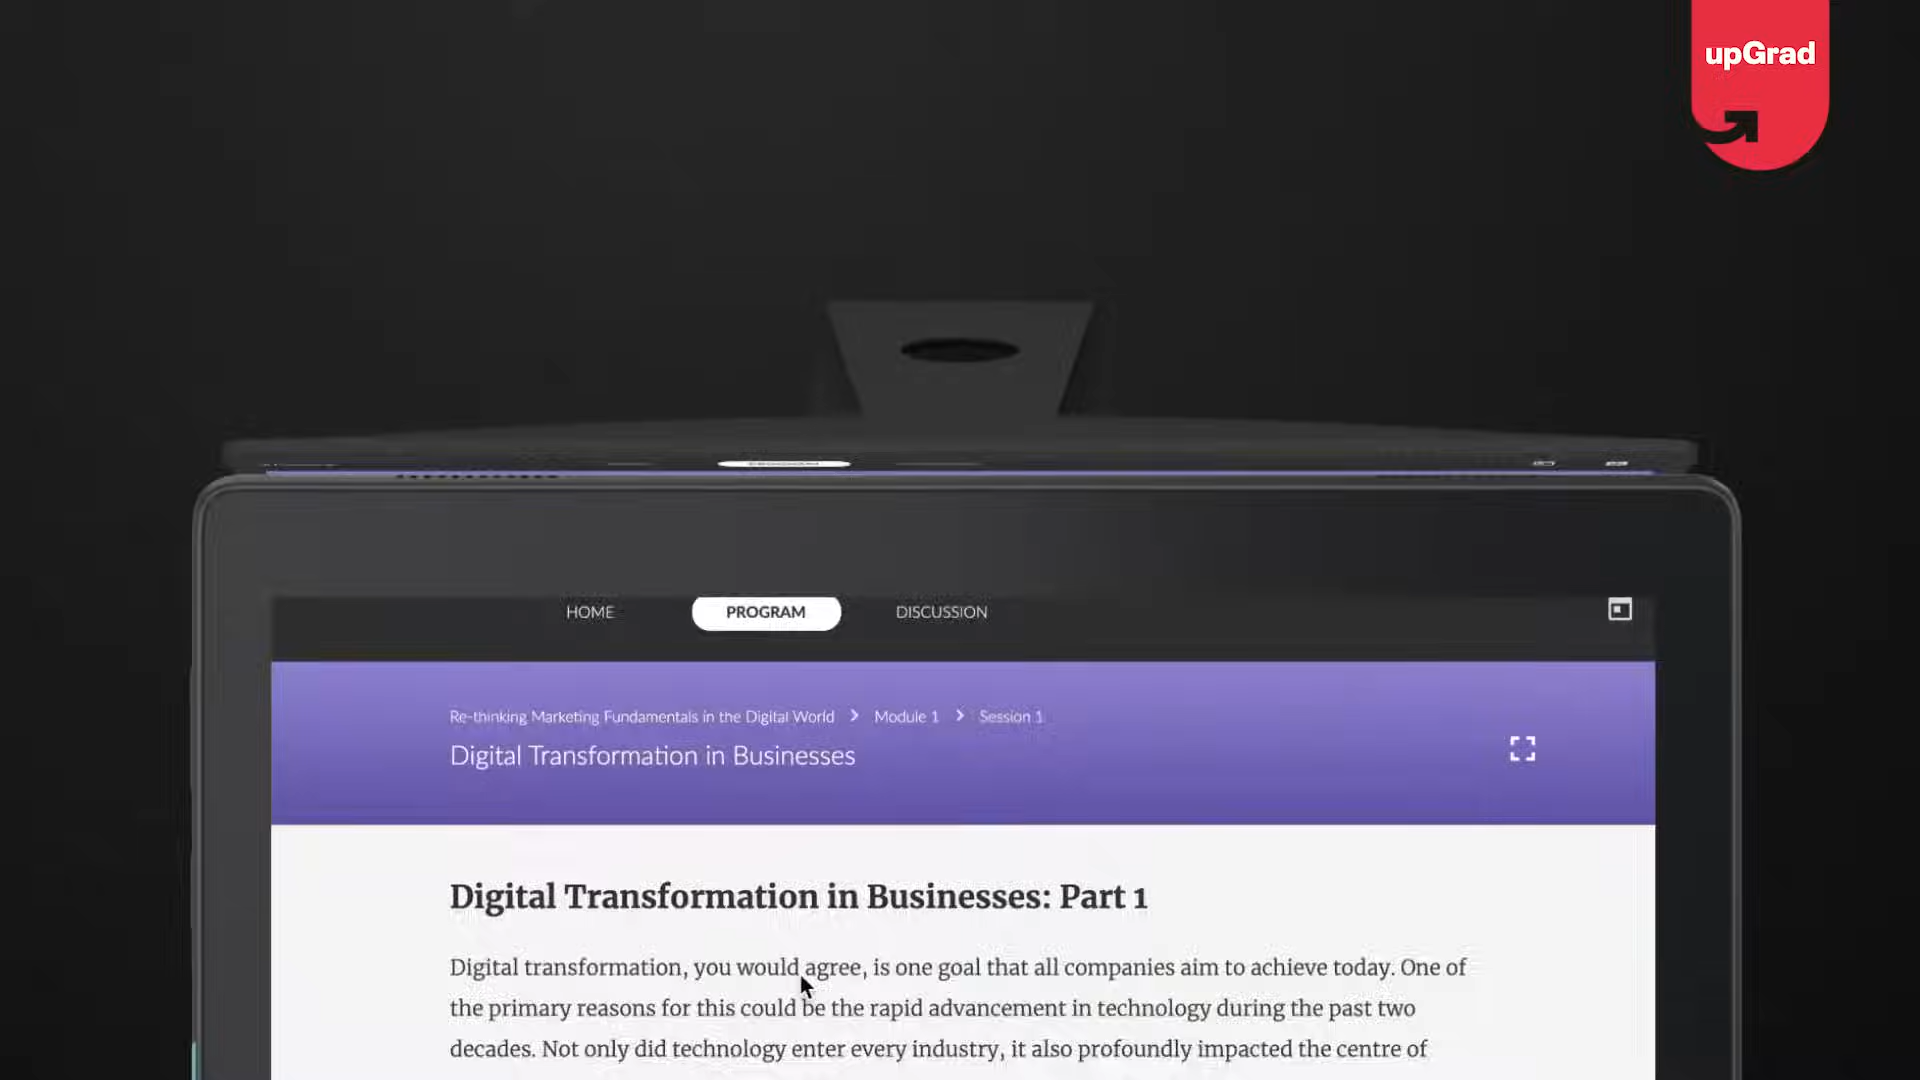 upGrad
HOME PROGRAM DISCUSSION
Re-thinking Marketing Fundamentals in the Digital World > Module 1 > Session 1
Digital Transformation in Businesses
Digital Transformation in Businesses: Part 1
Digital transformation, you would agree, is one goal that all companies aim to achieve today. One of
the primary reasons for this could be the rapid advancement in technology during the past two
decades. Not only did technology enter every industry, it also profoundly impacted the centre of